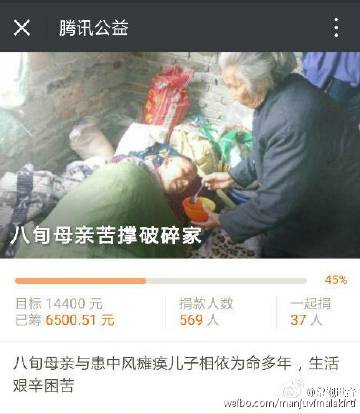 腾讯公益
八旬母亲苦撑破碎家
45%
目标 14400 元
捐款人数
一起捐
已筹 6500.51 元
569 人
37 人
八旬母亲与患中风瘫痪儿子相依为命多年，生活
艰辛困苦